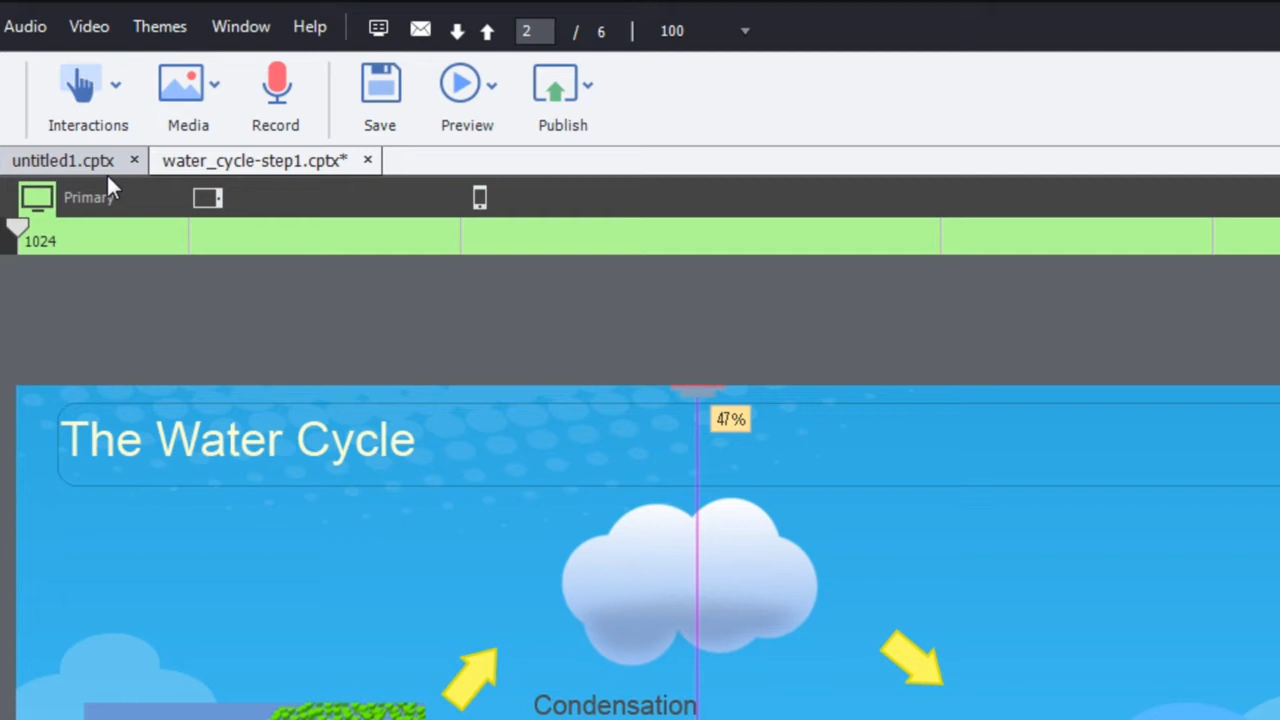 Audio Video Themes Window Help 2 / 6 100
Interactions Media Record Save Preview Publish
untitled1.cptx × water_cycle-step1.cptx* ×
Primary
1024
47%
The Water Cycle
Condensation